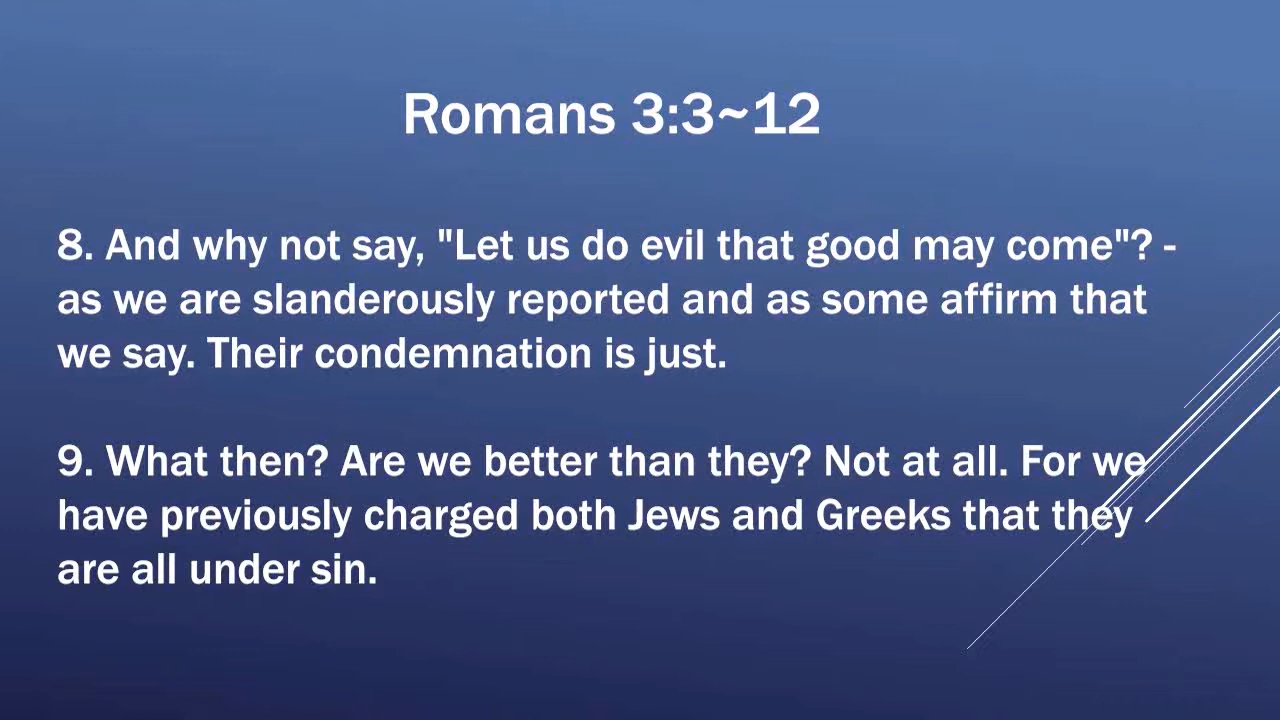 Romans 3:3~12
8. And why not say, "Let us do evil that good may come"? -
as we are slanderously reported and as some affirm that
we say. Their condemnation is just.
9. What then? Are we better than they? Not at all. For we
have previously charged both Jews and Greeks that they
are all under sin.